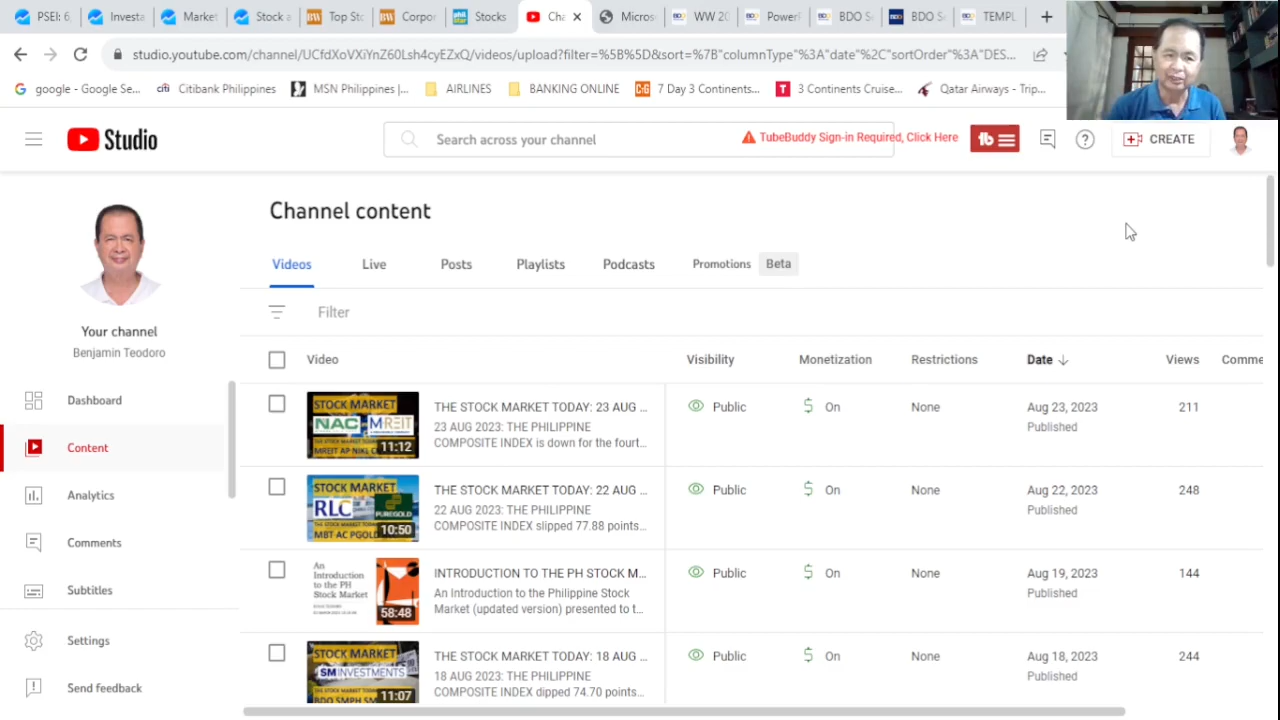 PSEI:
Investa
Market
Stock a
Top Sto
Corpor
Stocks
Cha
Micros
WW 20
PowerP
BDO S
BDO S
TEMPL
studio.youtube.com/channel/UCfdXoVXiYnZ60Lsh4cyEZxQ/videos/upload?filter=%5B%5D&sort=%7B"columnType"%3A"date"%2C"sortOrder"%3A"DES...
google - Google Se...
Citibank Philippines
MSN Philippines |...
AIRLINES
BANKING ONLINE
7 Day 3 Continents...
3 Continents Cruise...
Qatar Airways - Trip...
Studio
Search across your channel
TubeBuddy Sign-in Required, Click Here
CREATE
Your channel
Benjamin Teodoro
Dashboard
Content
Analytics
Comments
Subtitles
Settings
Send feedback
Channel content
Videos
Live
Posts
Playlists
Podcasts
Promotions
Beta
Filter
Video
Visibility
Monetization
Restrictions
Date
Views
Comme
STOCK MARKET
NAC
MREIT
11:12
THE STOCK MARKET TODAY: 23 AUG ...
23 AUG 2023: THE PHILIPPINE
COMPOSITE INDEX is down for the fourt...
Public
On
None
Aug 23, 2023
Published
211
STOCK MARKET
RLC
PUREGOLD
10:50
THE STOCK MARKET TODAY: 22 AUG ...
22 AUG 2023: THE PHILIPPINE
COMPOSITE INDEX slipped 77.88 points...
Public
On
None
Aug 22, 2023
Published
248
An
Introduction
to the PH
Stock Market
58:48
INTRODUCTION TO THE PH STOCK M...
An Introduction to the Philippine Stock
Market (updated version) presented to t...
Public
On
None
Aug 19, 2023
Published
144
STOCK MARKET
SMINVESTMENTS
11:07
THE STOCK MARKET TODAY: 18 AUG ...
18 AUG 2023: THE PHILIPPINE
COMPOSITE INDEX dipped 74.70 points...
Public
On
None
Aug 18, 2023
Published
244